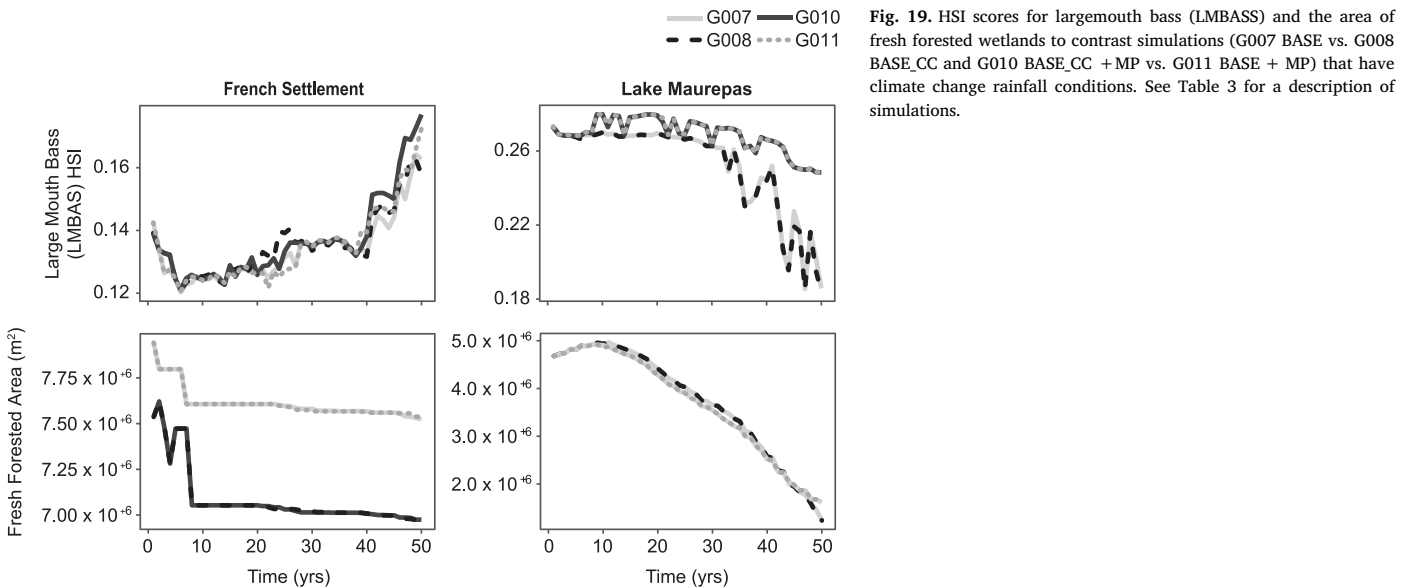 G007 G010
G008 G011
Fig. 19. HSI scores for largemouth bass (LMBASS) and the area of
fresh forested wetlands to contrast simulations (G007 BASE vs. G008
BASE_CC and G010 BASE_CC +MP vs. G011 BASE + MP) that have
climate change rainfall conditions. See Table 3 for a description of
simulations.
French Settlement
Lake Maurepas
Large Mouth Bass
(LMBAS) HSI
0.16
0.14
0.12
0.26
0.22
0.18
Fresh Forested Area (m²)
7.75 x 10⁺⁶
7.50 x 10⁺⁶
7.25 x 10⁺⁶
7.00 x 10⁺⁶
5.0 x 10⁺⁶
4.0 x 10⁺⁶
3.0 x 10⁺⁶
2.0 x 10⁺⁶
0 10 20 30 40 50
0 10 20 30 40 50
Time (yrs)
Time (yrs)